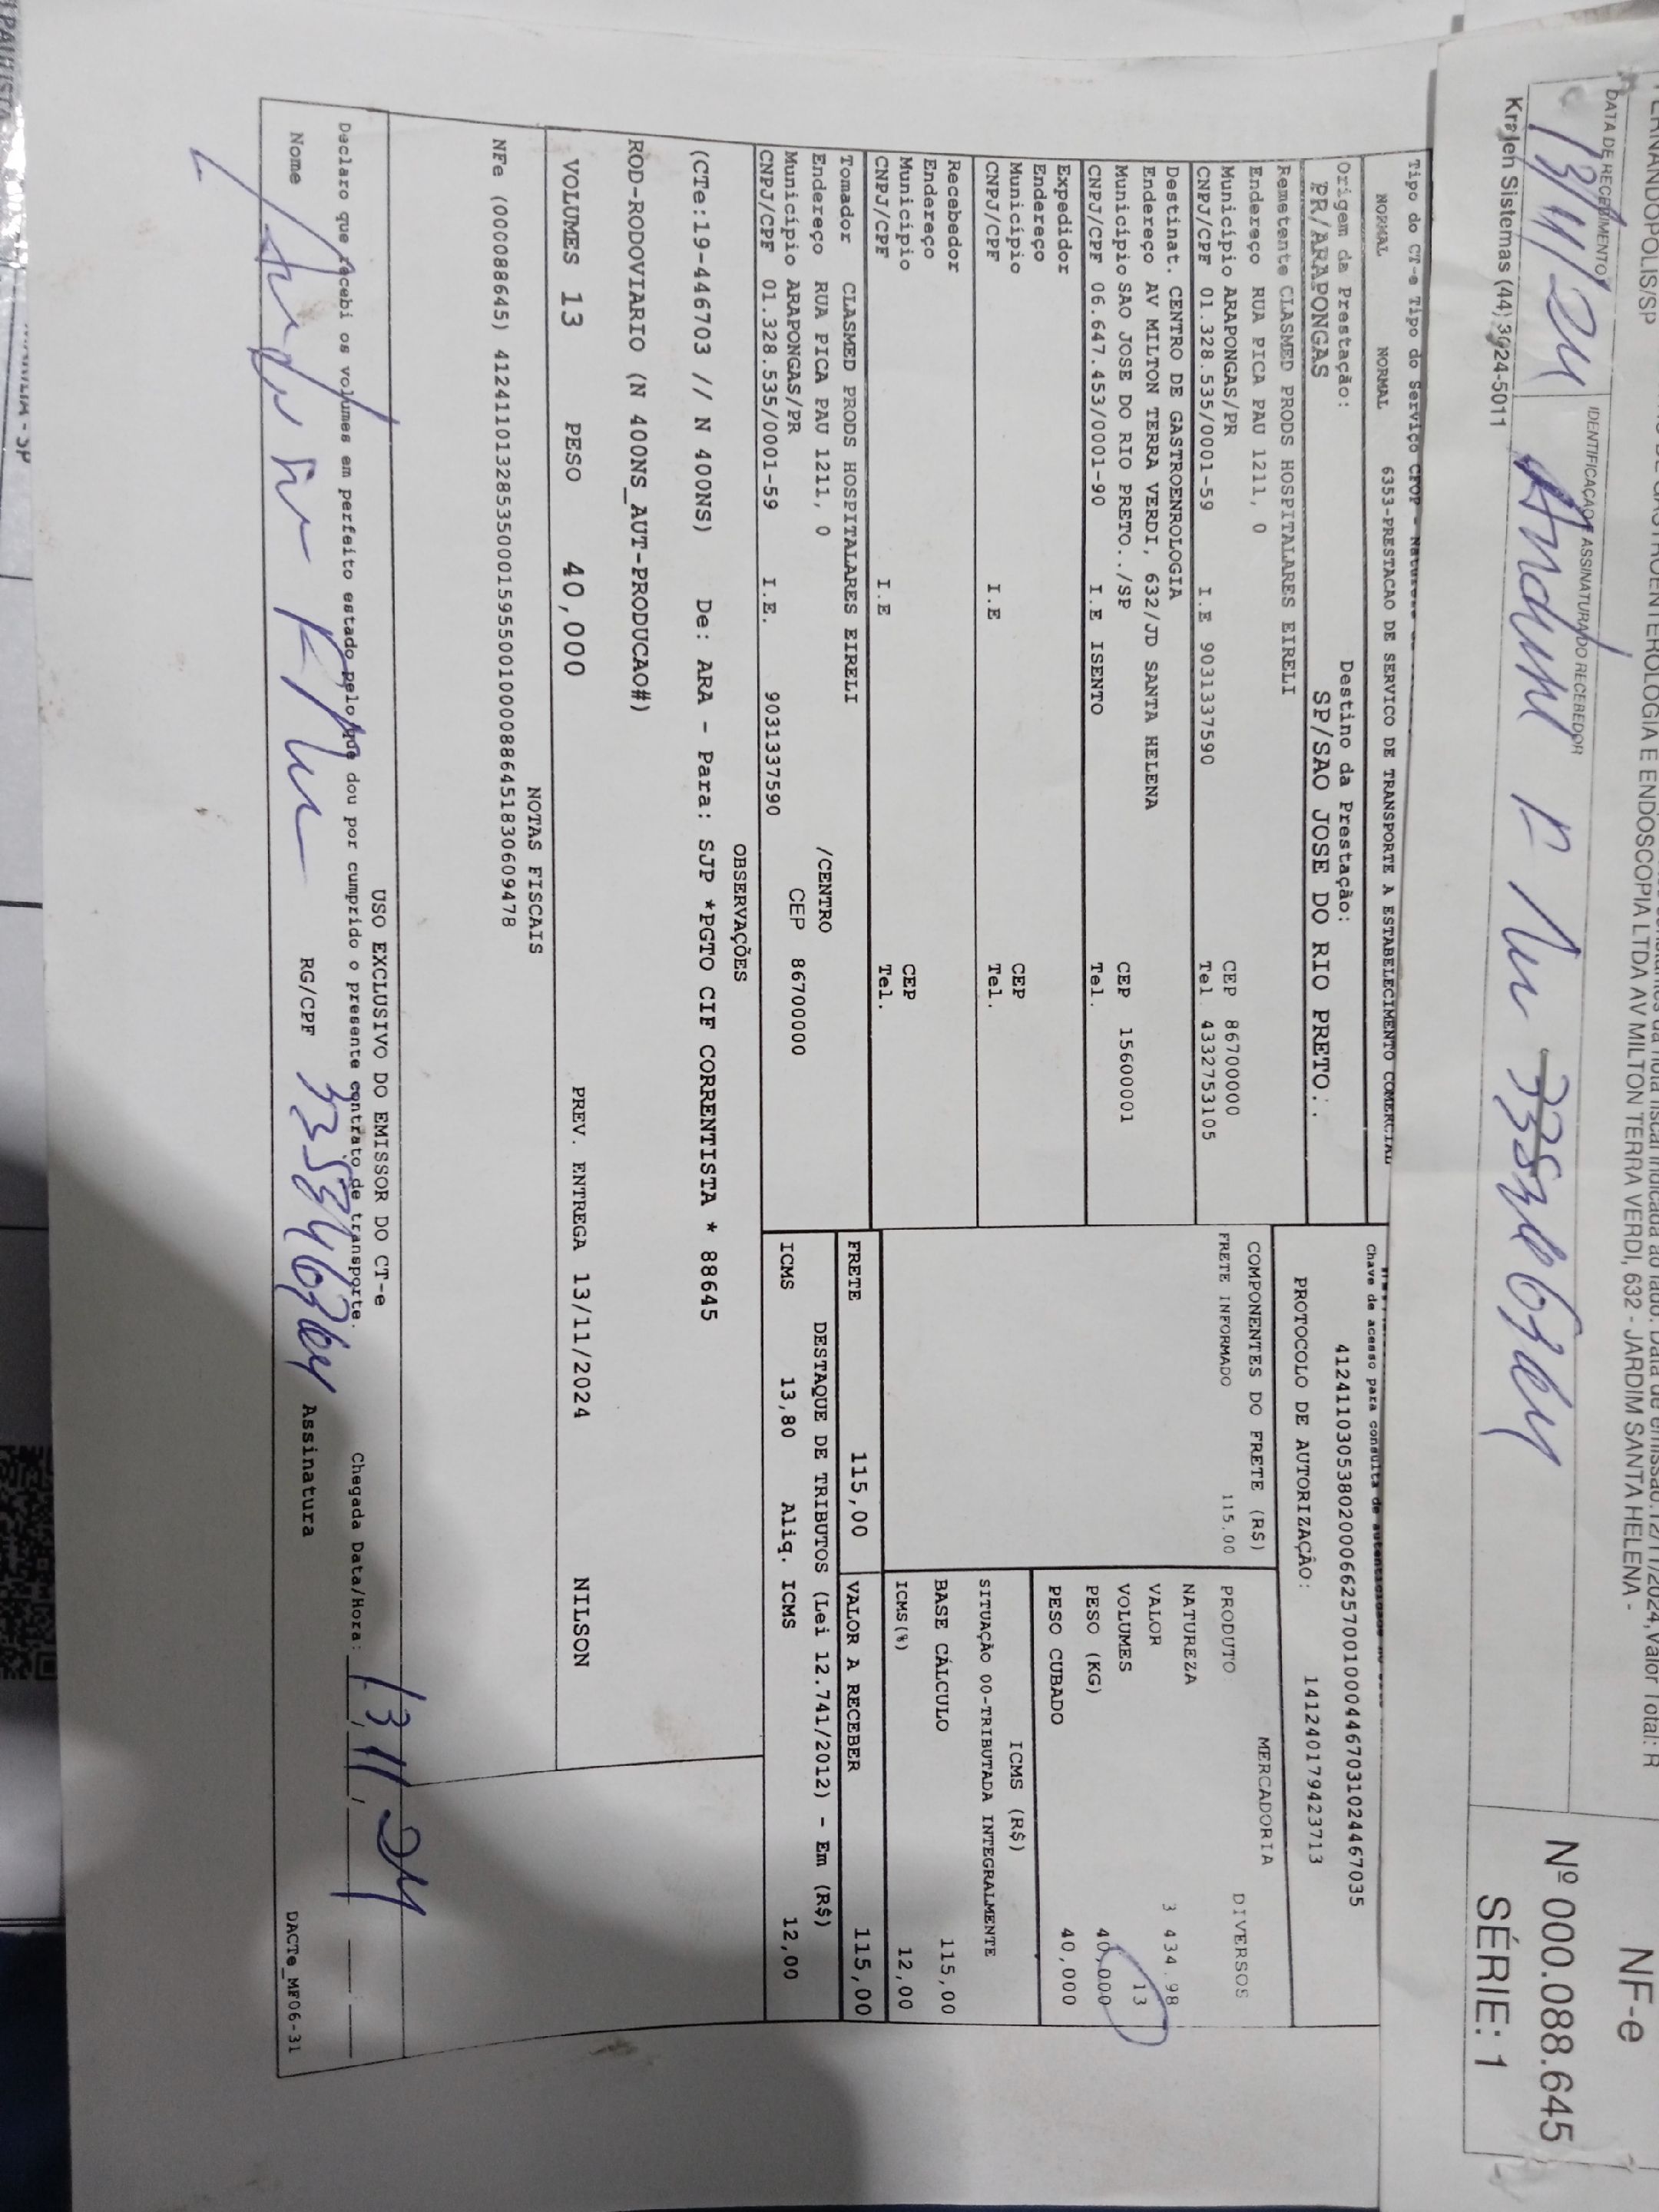 FERNANDOPOLIS/SP
GASTROENTEROLOGIA E ENDOSCOPIA LTDA AV MILTON TERRA VERDI, 632 - JARDIM SANTA HELENA -
NF-e
Nº 000.088.645
SÉRIE: 1
DATA DE RECEBIMENTO
IDENTIFICAÇÃO E ASSINATURA DO RECEBEDOR
13/11/24
Kralen Sistemas (44) 3024-5011
Tipo do CT-e Tipo do Serviço CFOP - Natureza
NORMAL NORMAL 6353-PRESTACAO DE SERVICO DE TRANSPORTE A ESTABELECIMENTO COMERCIAL
Origem da Prestação: Destino da Prestação:
PR/ARAPONGAS SP/SAO JOSE DO RIO PRETO..
Chave de acesso para consulta de autenticidade
41241103053802000662570010004467031024467035
PROTOCOLO DE AUTORIZAÇÃO: 141240179423713
Remetente CLASMED PRODS HOSPITALARES EIRELI
Endereço RUA PICA PAU 1211, 0
Município ARAPONGAS/PR CEP 86700000
CNPJ/CPF 01.328.535/0001-59 I.E 9031337590 Tel 4332753105
Destinat. CENTRO DE GASTROENROLOGIA
Endereço AV MILTON TERRA VERDI, 632/JD SANTA HELENA
Município SAO JOSE DO RIO PRETO../SP CEP 15600001
CNPJ/CPF 06.647.453/0001-90 I.E ISENTO Tel.
Expedidor
Endereço
Município CEP
CNPJ/CPF I.E Tel.
Recebedor
Endereço
Município CEP
CNPJ/CPF I.E Tel.
Tomador CLASMED PRODS HOSPITALARES EIRELI
Endereço RUA PICA PAU 1211, 0 /CENTRO
Município ARAPONGAS/PR CEP 86700000
CNPJ/CPF 01.328.535/0001-59 I.E. 9031337590
COMPONENTES DO FRETE (R$)
FRETE INFORMADO 115.00
MERCADORIA
PRODUTO DIVERSOS
NATUREZA
VALOR 3 434.98
VOLUMES 13
PESO (KG) 40,000
PESO CUBADO 40,000
ICMS (R$)
SITUAÇÃO 00-TRIBUTADA INTEGRALMENTE
BASE CÁLCULO 115,00
ICMS(%) 12,00
FRETE 115,00 VALOR A RECEBER 115,00
DESTAQUE DE TRIBUTOS (Lei 12.741/2012) - Em (R$)
ICMS 13,80 Aliq. ICMS 12,00
OBSERVAÇÕES
(CTe:19-446703 // N 400NS) De: ARA - Para: SJP *PGTO CIF CORRENTISTA * 88645
ROD-RODOVIARIO (N 400NS_AUT-PRODUCAO#)
VOLUMES 13 PESO 40,000 PREV. ENTREGA 13/11/2024 NILSON
NOTAS FISCAIS
NFe (000088645) 41241101328535000159550010000886451830609478
USO EXCLUSIVO DO EMISSOR DO CT-e
Declaro que recebi os volumes em perfeito estado pelo que dou por cumprido o presente contrato de transporte. Chegada Data/Hora: 13/11/24
Nome RG/CPF Assinatura
DACTe_MF06-31